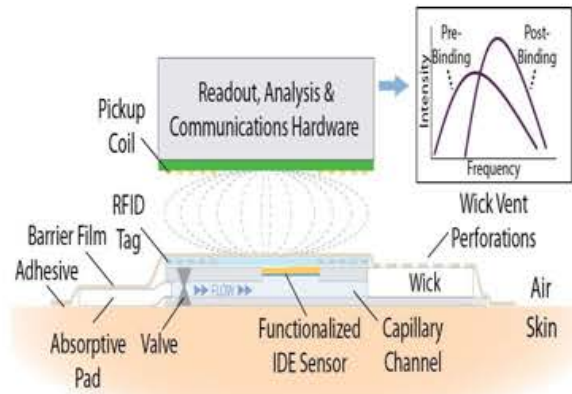 Readout, Analysis &
Communications Hardware
Pre-
Binding
Post-
Binding
Intensity
Frequency
Pickup
Coil
RFID
Tag
Barrier Film
Adhesive
Wick Vent
Perforations
Wick
Air
Skin
FLOW
Absorptive
Pad
Valve
Functionalized
IDE Sensor
Capillary
Channel